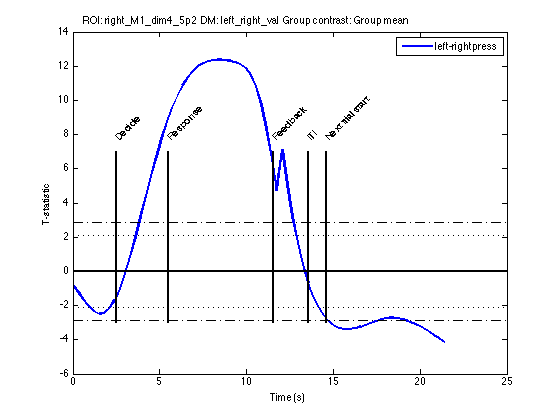 ROI: right_M1_dim4_5p2 DM: left_right_val Group contrast: Group mean
left-rightpress
14
12
10
8
6
4
2
0
-2
-4
-6
T-statistic
Decide
Response
Feedback
ITI
Next trial start
0
5
10
15
20
25
Time (s)